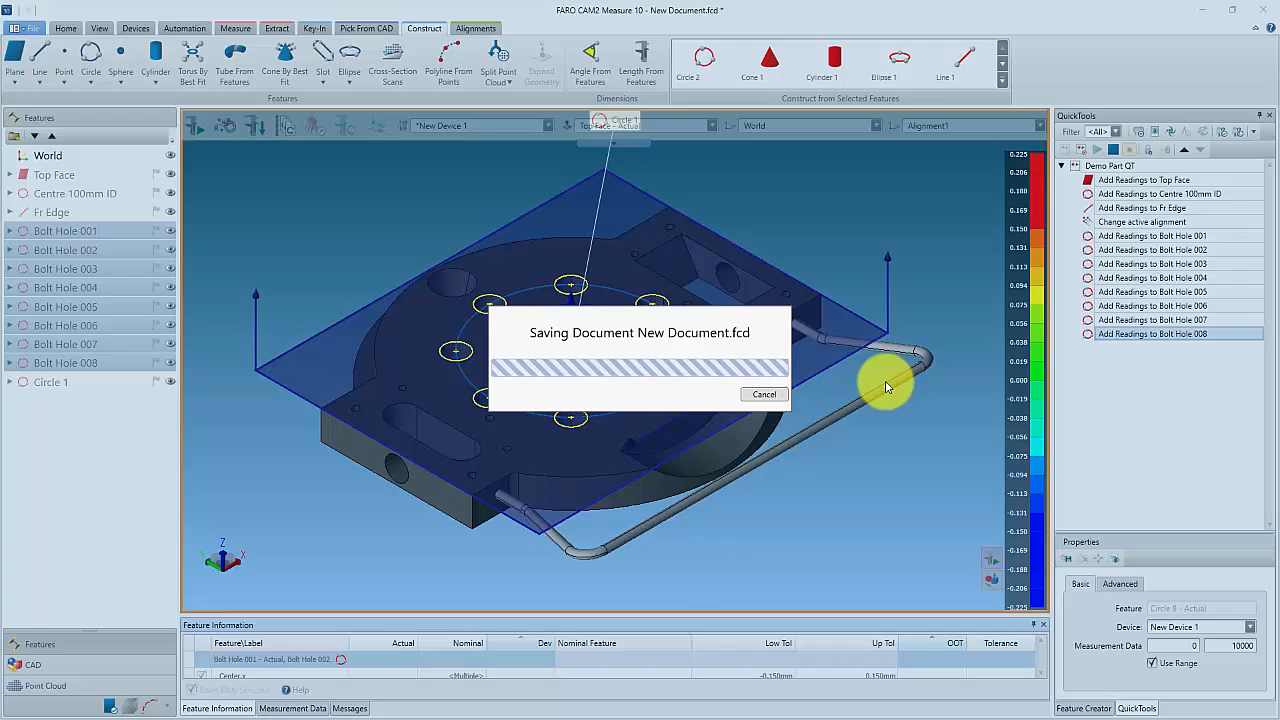 FARO CAM2 Measure 10 - New Document.fcd *
File
Home
View
Devices
Automation
Measure
Extract
Key-In
Pick From CAD
Construct
Alignments
Plane
Line
Point
Circle
Sphere
Cylinder
Torus By Best Fit
Tube From Features
Cone By Best Fit
Slot
Ellipse
Cross-Section Scans
Polyline From Points
Split Point Cloud
Expand Geometry
Angle From Features
Length From Features
Circle 2
Cone 1
Cylinder 1
Ellipse 1
Line 1
Features
Dimensions
Construct from Selected Features
Features
World
Top Face
Centre 100mm ID
Fr Edge
Bolt Hole 001
Bolt Hole 002
Bolt Hole 003
Bolt Hole 004
Bolt Hole 005
Bolt Hole 006
Bolt Hole 007
Bolt Hole 008
Circle 1
Features
CAD
Point Cloud
*New Device 1
Top Face - Actual
World
Alignment1
Circle 1
Saving Document New Document.fcd
Cancel
Z
X
0.225
0.206
0.188
0.169
0.150
0.131
0.113
0.094
0.075
0.056
0.038
0.019
0.000
-0.019
-0.038
-0.056
-0.075
-0.094
-0.113
-0.131
-0.150
-0.169
-0.188
-0.206
-0.225
Feature Information
Feature\Label
Actual
Nominal
Dev
Nominal Feature
Low Tol
Up Tol
OOT
Tolerance
Bolt Hole 001 - Actual, Bolt Hole 002,
Center.x
<Multiple>
-0.150mm
0.150mm
Show Only Selected
Help
Feature Information
Measurement Data
Messages
QuickTools
Filter
<All>
Demo Part QT
Add Readings to Top Face
Add Readings to Centre 100mm ID
Add Readings to Fr Edge
Change active alignment
Add Readings to Bolt Hole 001
Add Readings to Bolt Hole 002
Add Readings to Bolt Hole 003
Add Readings to Bolt Hole 004
Add Readings to Bolt Hole 005
Add Readings to Bolt Hole 006
Add Readings to Bolt Hole 007
Add Readings to Bolt Hole 008
Properties
Basic
Advanced
Feature
Circle 8 - Actual
Device:
New Device 1
Measurement Data
0
10000
Use Range
Feature Creator
QuickTools